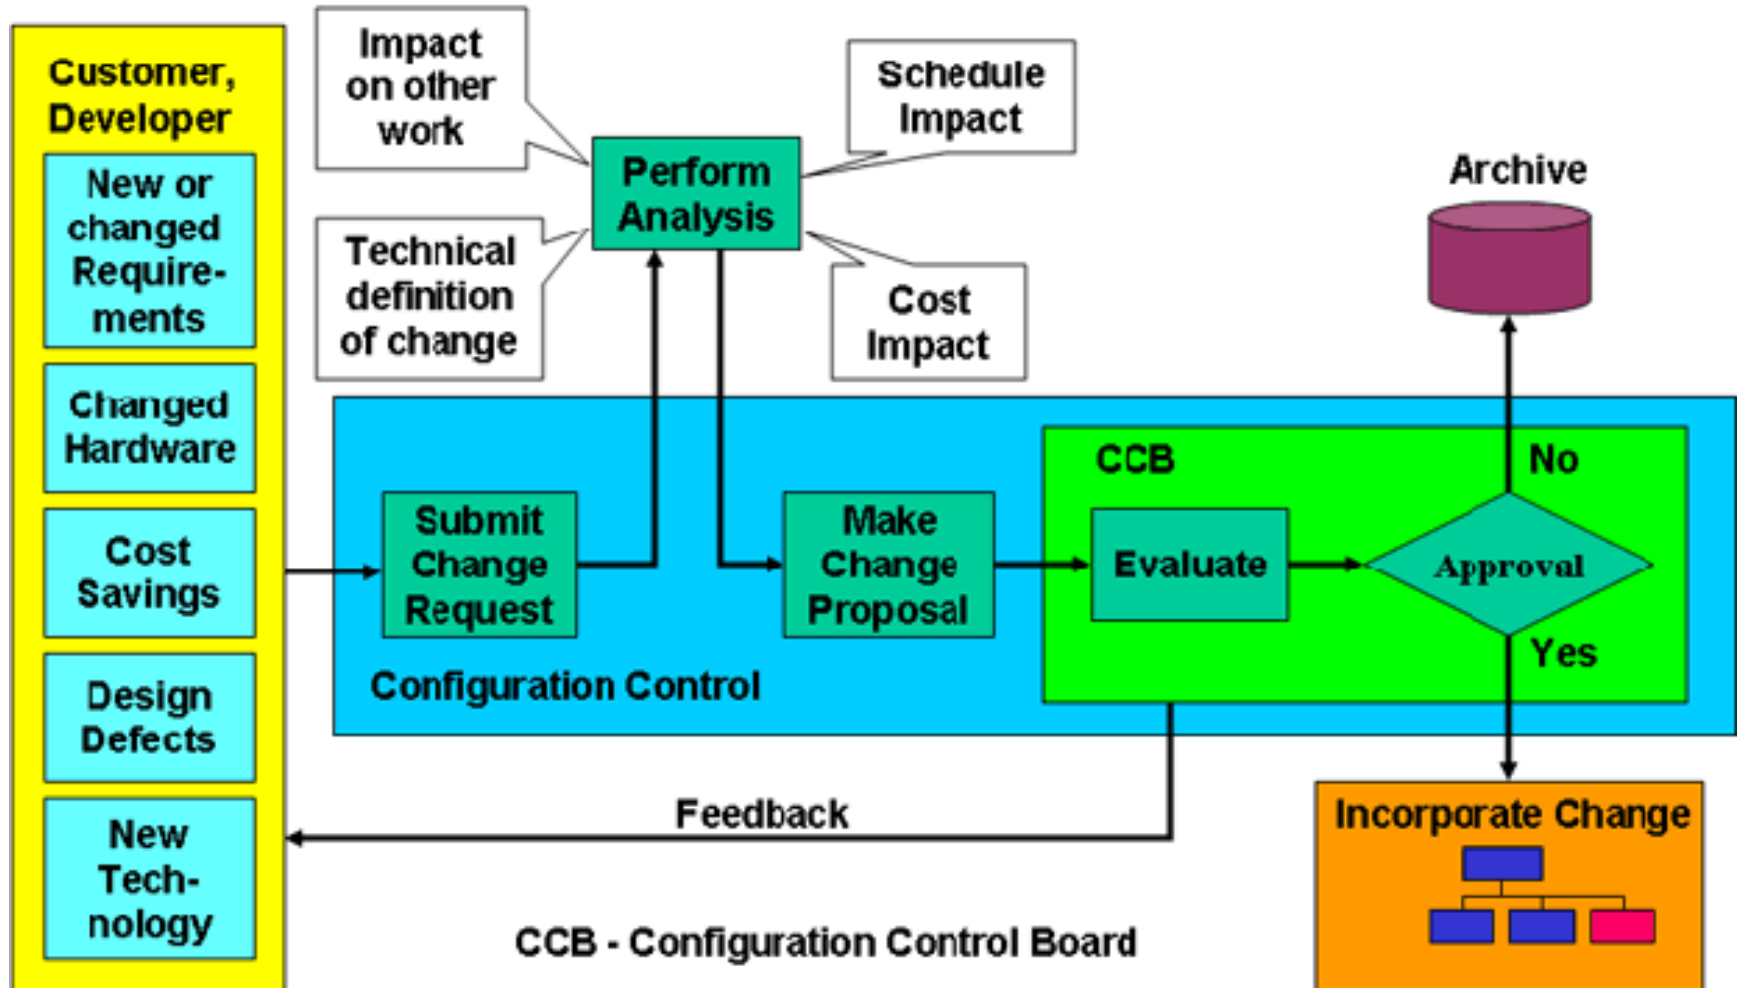 Customer,
Developer
New or
changed
Require-
ments
Changed
Hardware
Cost
Savings
Design
Defects
New
Tech-
nology
Impact
on other
work
Technical
definition
of change
Perform
Analysis
Schedule
Impact
Cost
Impact
Archive
Submit
Change
Request
Configuration Control
Make
Change
Proposal
CCB
Evaluate
Approval
No
Yes
Feedback
Incorporate Change
CCB - Configuration Control Board